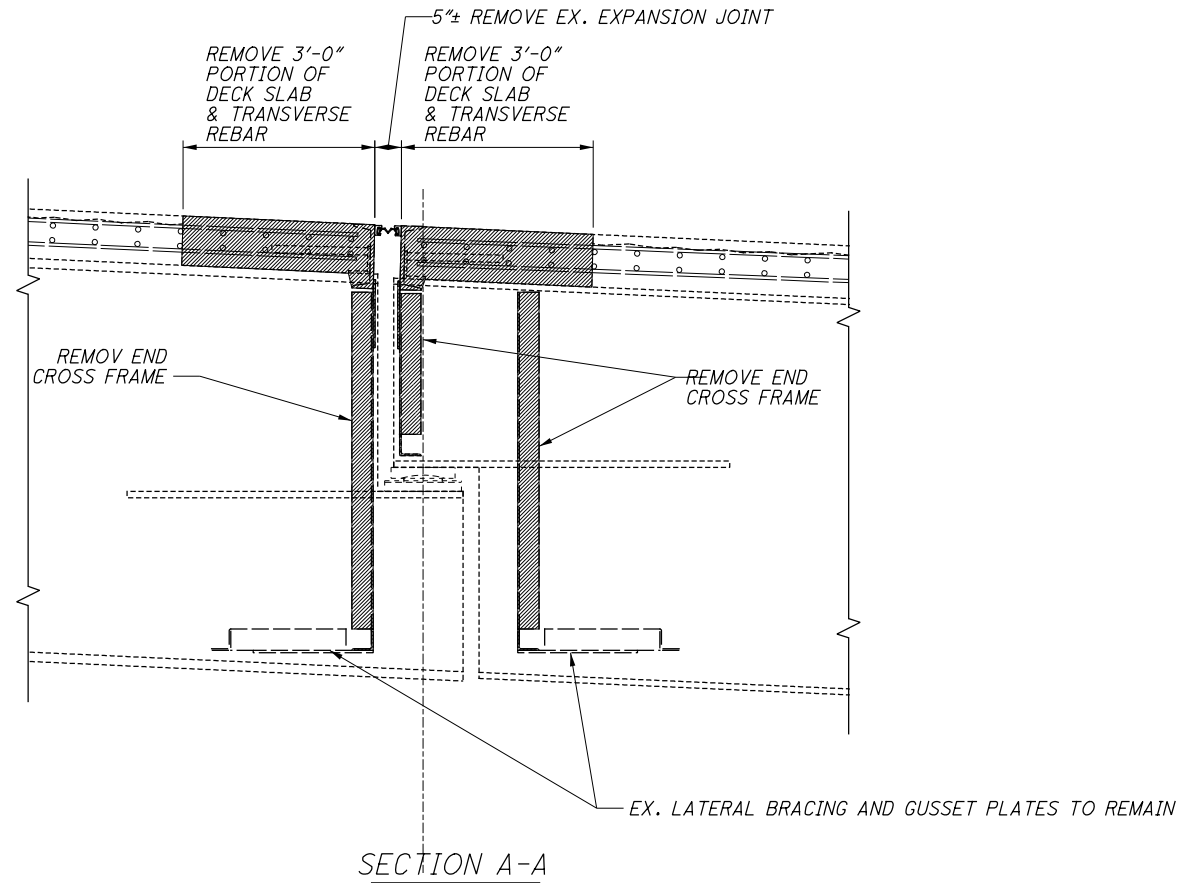 5"± REMOVE EX. EXPANSION JOINT
REMOVE 3'-0"
PORTION OF
DECK SLAB
& TRANSVERSE
REBAR
REMOVE 3'-0"
PORTION OF
DECK SLAB
& TRANSVERSE
REBAR
REMOV END
CROSS FRAME
REMOVE END
CROSS FRAME
EX. LATERAL BRACING AND GUSSET PLATES TO REMAIN
SECTION A-A